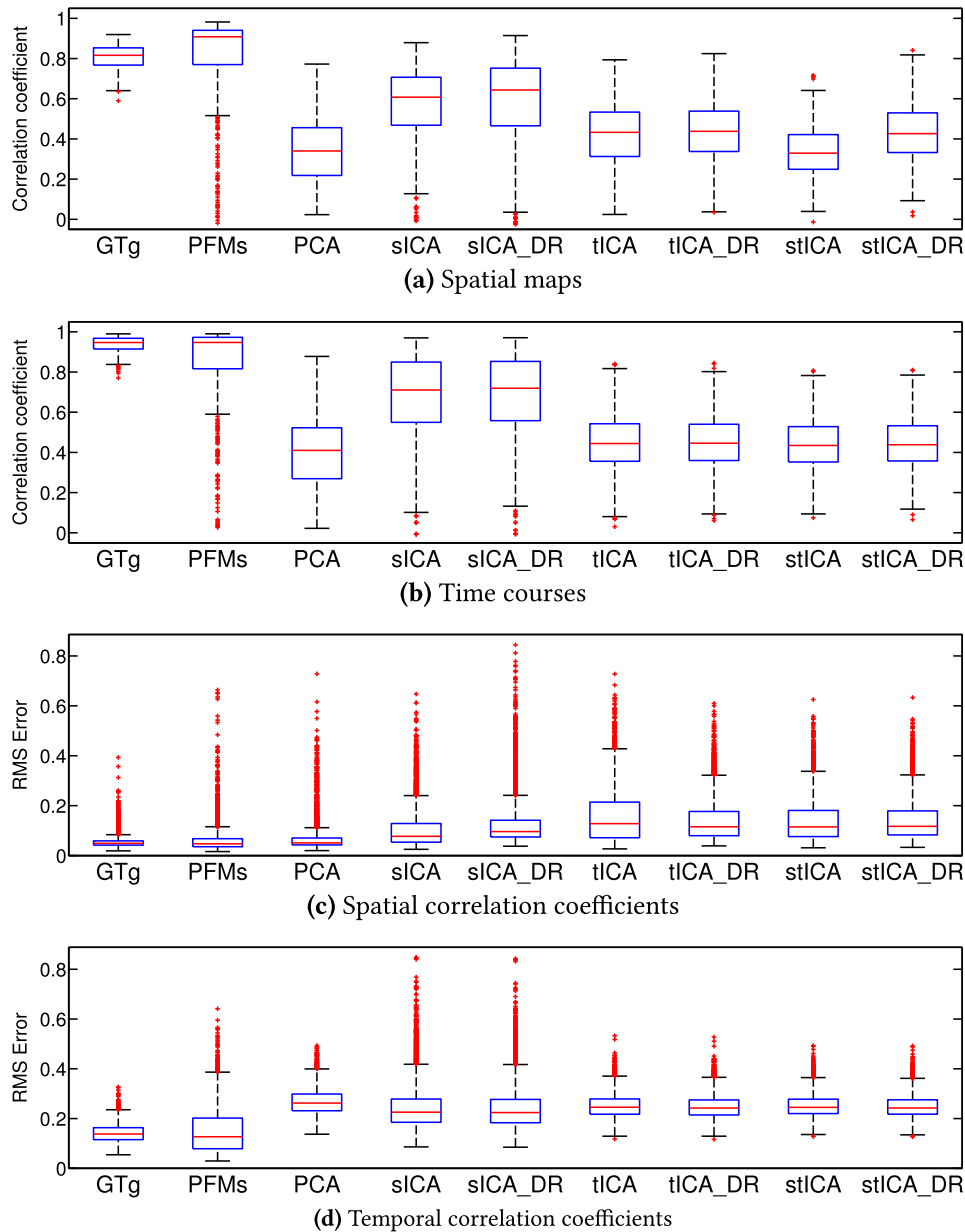 1
0.8
0.6
0.4
0.2
0
Correlation coefficient
GTg PFMs PCA sICA sICA_DR tICA tICA_DR stICA stICA_DR
(a) Spatial maps
1
0.8
0.6
0.4
0.2
0
Correlation coefficient
GTg PFMs PCA sICA sICA_DR tICA tICA_DR stICA stICA_DR
(b) Time courses
0.8
0.6
0.4
0.2
0
RMS Error
GTg PFMs PCA sICA sICA_DR tICA tICA_DR stICA stICA_DR
(c) Spatial correlation coefficients
0.8
0.6
0.4
0.2
0
RMS Error
GTg PFMs PCA sICA sICA_DR tICA tICA_DR stICA stICA_DR
(d) Temporal correlation coefficients